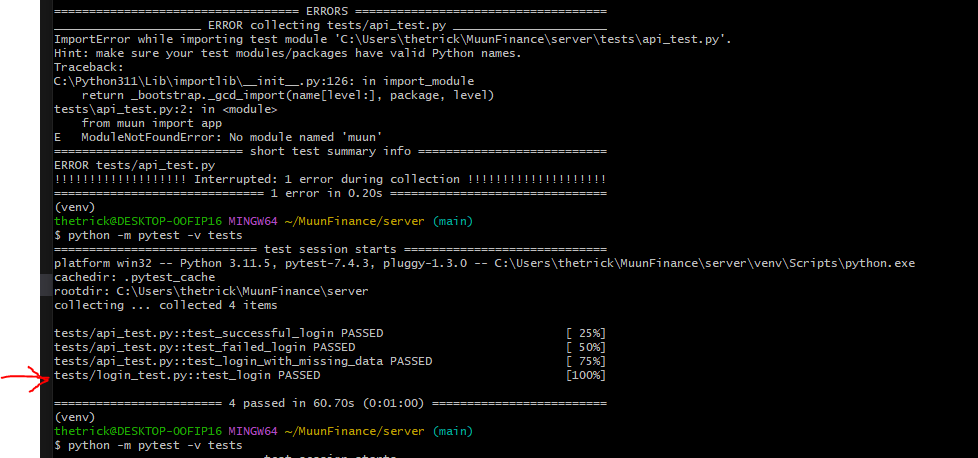 =================================== ERRORS ====================================
_____________________ ERROR collecting tests/api_test.py ______________________
ImportError while importing test module 'C:\Users\thetrick\MuunFinance\server\tests\api_test.py'.
Hint: make sure your test modules/packages have valid Python names.
Traceback:
C:\Python311\Lib\importlib\__init__.py:126: in import_module
    return _bootstrap._gcd_import(name[level:], package, level)
tests\api_test.py:2: in <module>
    from muun import app
E   ModuleNotFoundError: No module named 'muun'
=========================== short test summary info ===========================
ERROR tests/api_test.py
!!!!!!!!!!!!!!!!!!! Interrupted: 1 error during collection !!!!!!!!!!!!!!!!!!!!
============================== 1 error in 0.20s ===============================
(venv)
thetrick@DESKTOP-OOFIP16 MINGW64 ~/MuunFinance/server (main)
$ python -m pytest -v tests
============================= test session starts =============================
platform win32 -- Python 3.11.5, pytest-7.4.3, pluggy-1.3.0 -- C:\Users\thetrick\MuunFinance\server\venv\Scripts\python.exe
cachedir: .pytest_cache
rootdir: C:\Users\thetrick\MuunFinance\server
collecting ... collected 4 items

tests/api_test.py::test_successful_login PASSED                          [ 25%]
tests/api_test.py::test_failed_login PASSED                              [ 50%]
tests/api_test.py::test_login_with_missing_data PASSED                   [ 75%]
tests/login_test.py::test_login PASSED                                   [100%]

======================== 4 passed in 60.70s (0:01:00) =========================
(venv)
thetrick@DESKTOP-OOFIP16 MINGW64 ~/MuunFinance/server (main)
$ python -m pytest -v tests
test session starts